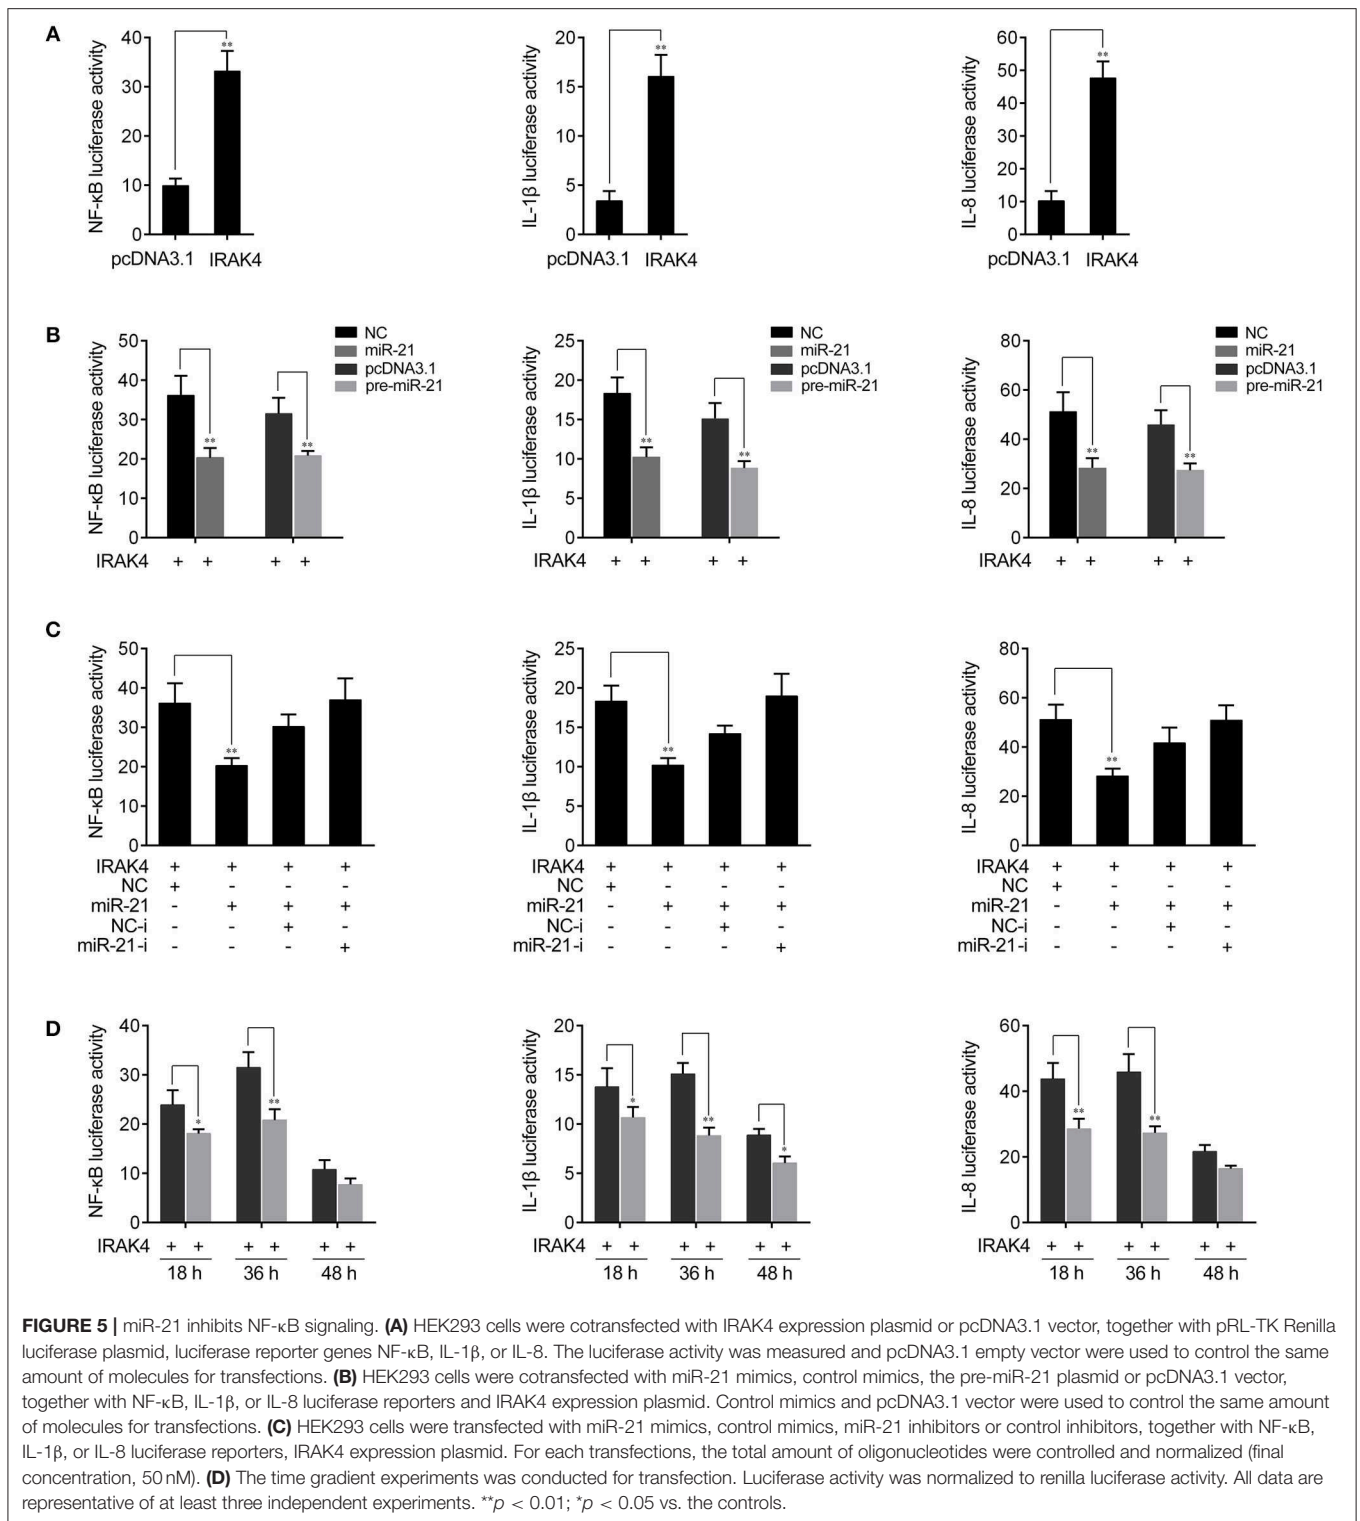 A
NF-κB luciferase activity
40
30
20
10
0
**
pcDNA3.1 IRAK4
IL-1β luciferase activity
20
15
10
5
0
**
pcDNA3.1 IRAK4
IL-8 luciferase activity
60
50
40
30
20
10
0
**
pcDNA3.1 IRAK4
B
NF-κB luciferase activity
50
40
30
20
10
0
** **
NC
miR-21
pcDNA3.1
pre-miR-21
IRAK4 + + + +
IL-1β luciferase activity
25
20
15
10
5
0
** **
NC
miR-21
pcDNA3.1
pre-miR-21
IRAK4 + + + +
IL-8 luciferase activity
80
60
40
20
0
** **
NC
miR-21
pcDNA3.1
pre-miR-21
IRAK4 + + + +
C
NF-κB luciferase activity
50
40
30
20
10
0
**
IRAK4 + + + +
NC + - - -
miR-21 - + + +
NC-i - - + -
miR-21-i - - - +
IL-1β luciferase activity
25
20
15
10
5
0
**
IRAK4 + + + +
NC + - - -
miR-21 - + + +
NC-i - - + -
miR-21-i - - - +
IL-8 luciferase activity
80
60
40
20
0
**
IRAK4 + + + +
NC + - - -
miR-21 - + + +
NC-i - - + -
miR-21-i - - - +
D
NF-κB luciferase activity
40
30
20
10
0
* **
IRAK4 + + + + + +
18 h 36 h 48 h
IL-1β luciferase activity
20
15
10
5
0
* ** *
IRAK4 + + + + + +
18 h 36 h 48 h
IL-8 luciferase activity
60
40
20
0
** **
IRAK4 + + + + + +
18 h 36 h 48 h
FIGURE 5 | miR-21 inhibits NF-κB signaling. (A) HEK293 cells were cotransfected with IRAK4 expression plasmid or pcDNA3.1 vector, together with pRL-TK Renilla
luciferase plasmid, luciferase reporter genes NF-κB, IL-1β, or IL-8. The luciferase activity was measured and pcDNA3.1 empty vector were used to control the same
amount of molecules for transfections. (B) HEK293 cells were cotransfected with miR-21 mimics, control mimics, the pre-miR-21 plasmid or pcDNA3.1 vector,
together with NF-κB, IL-1β, or IL-8 luciferase reporters and IRAK4 expression plasmid. Control mimics and pcDNA3.1 vector were used to control the same amount
of molecules for transfections. (C) HEK293 cells were transfected with miR-21 mimics, control mimics, miR-21 inhibitors or control inhibitors, together with NF-κB,
IL-1β, or IL-8 luciferase reporters, IRAK4 expression plasmid. For each transfections, the total amount of oligonucleotides were controlled and normalized (final
concentration, 50 nM). (D) The time gradient experiments was conducted for transfection. Luciferase activity was normalized to renilla luciferase activity. All data are
representative of at least three independent experiments. **p < 0.01; *p < 0.05 vs. the controls.